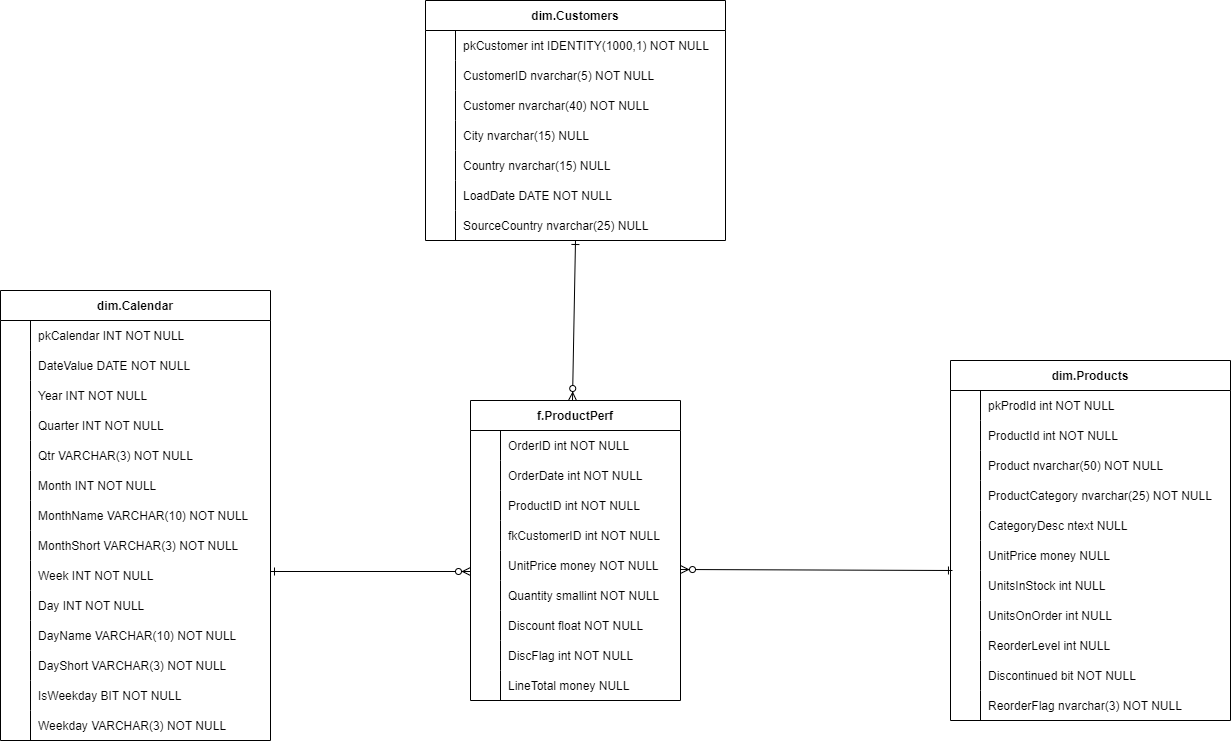 dim.Customers
pkCustomer int IDENTITY(1000,1) NOT NULL
CustomerID nvarchar(5) NOT NULL
Customer nvarchar(40) NOT NULL
City nvarchar(15) NULL
Country nvarchar(15) NULL
LoadDate DATE NOT NULL
SourceCountry nvarchar(25) NULL
dim.Calendar
pkCalendar INT NOT NULL
DateValue DATE NOT NULL
Year INT NOT NULL
Quarter INT NOT NULL
Qtr VARCHAR(3) NOT NULL
Month INT NOT NULL
MonthName VARCHAR(10) NOT NULL
MonthShort VARCHAR(3) NOT NULL
Week INT NOT NULL
Day INT NOT NULL
DayName VARCHAR(10) NOT NULL
DayShort VARCHAR(3) NOT NULL
IsWeekday BIT NOT NULL
Weekday VARCHAR(3) NOT NULL
f.ProductPerf
OrderID int NOT NULL
OrderDate int NOT NULL
ProductID int NOT NULL
fkCustomerID int NOT NULL
UnitPrice money NOT NULL
Quantity smallint NOT NULL
Discount float NOT NULL
DiscFlag int NOT NULL
LineTotal money NULL
dim.Products
pkProdId int NOT NULL
ProductId int NOT NULL
Product nvarchar(50) NOT NULL
ProductCategory nvarchar(25) NOT NULL
CategoryDesc ntext NULL
UnitPrice money NULL
UnitsInStock int NULL
UnitsOnOrder int NULL
ReorderLevel int NULL
Discontinued bit NOT NULL
ReorderFlag nvarchar(3) NOT NULL